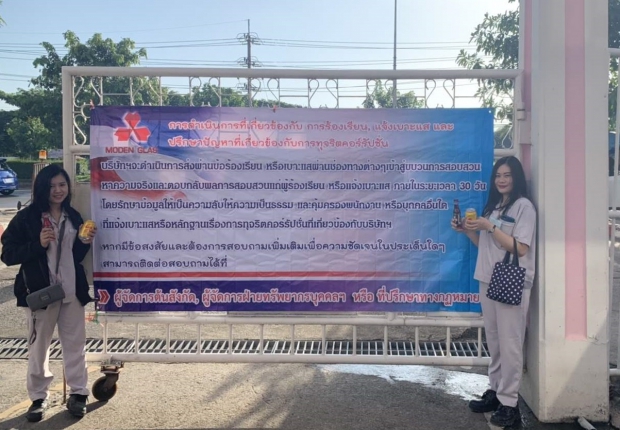 MODEN GLAS
การดำเนินการที่เกี่ยวข้องกับ การร้องเรียน, แจ้งเบาะแส และ
ปรึกษาปัญหาที่เกี่ยวข้องกับการทุจริตคอร์รัปชั่น
บริษัทฯจะดำเนินการส่งผ่านข้อร้องเรียน หรือเบาะแสผ่านช่องทางต่างๆเข้าสู่ขบวนการสอบสวน
หาความจริงและตอบกลับผลการสอบสวนแก่ผู้ร้องเรียน หรือแจ้งเบาะแส ภายในระยะเวลา 30 วัน
โดยรักษาข้อมูลไห้เป็นความลับให้ความเป็นธรรม และคุ้มครองพนักงาน หรือบุคคลอื่นใด
ที่แจ้งเบาะแสหรือหลักฐานเรื่องการทุจริตคอร์รัปชั่นที่เกี่ยวข้องกับบริษัทฯ
หากมีข้อสงสัยและต้องการสอบถามเพิ่มเติมเพื่อความชัดเจนในประเด็นใดๆ
สามารถติดต่อสอบถามได้ที่
ผู้จัดการต้นสังกัด, ผู้จัดการฝ่ายทรัพยากรบุคคลฯ หรือ ที่ปรึกษาทางกฎหมาย